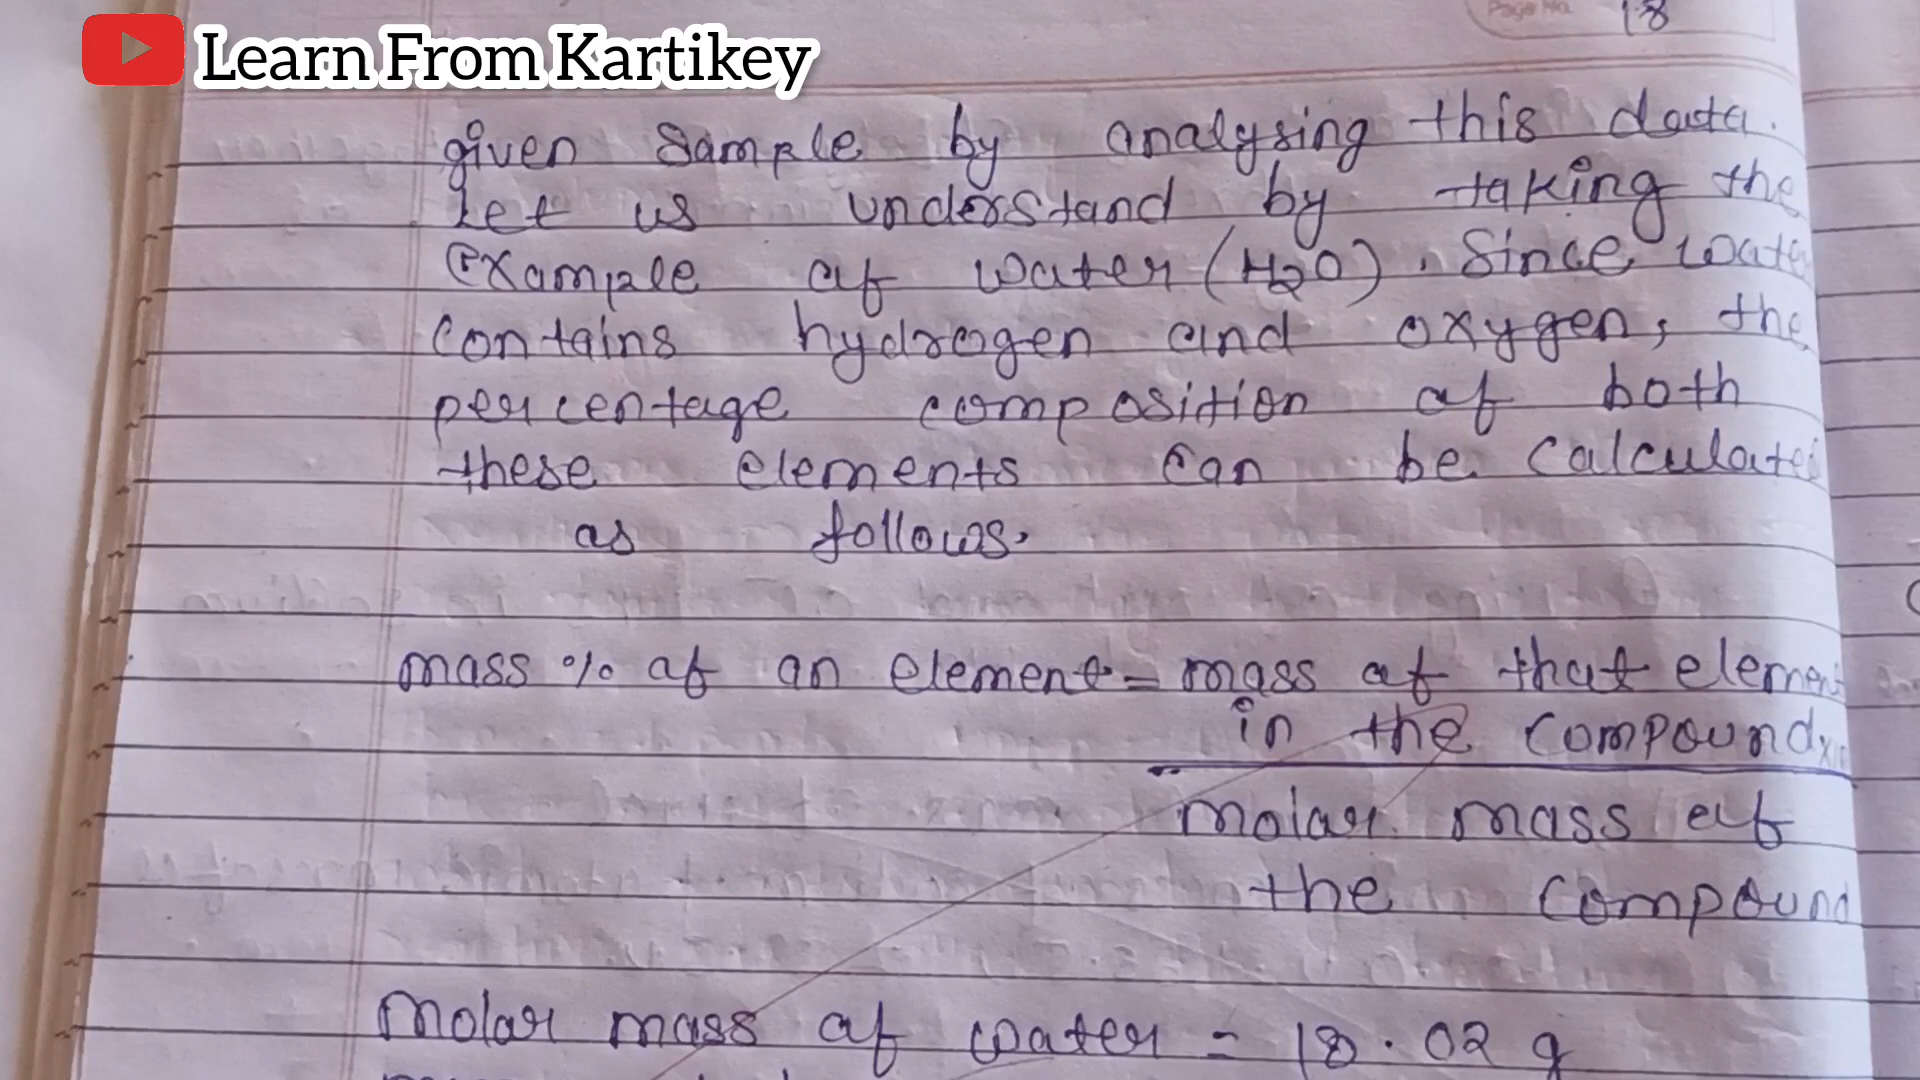 Page No. 18
Learn From Kartikey
given sample by analysing this data.
Let us understand by taking the
example of water (H2O). Since wate
contains hydrogen and oxygen, the
percentage composition of both
these elements can be calculated
as follows.
mass % of an element = mass of that element
in the compound x
molar mass of
the compound
Molar mass of water = 18.02 g